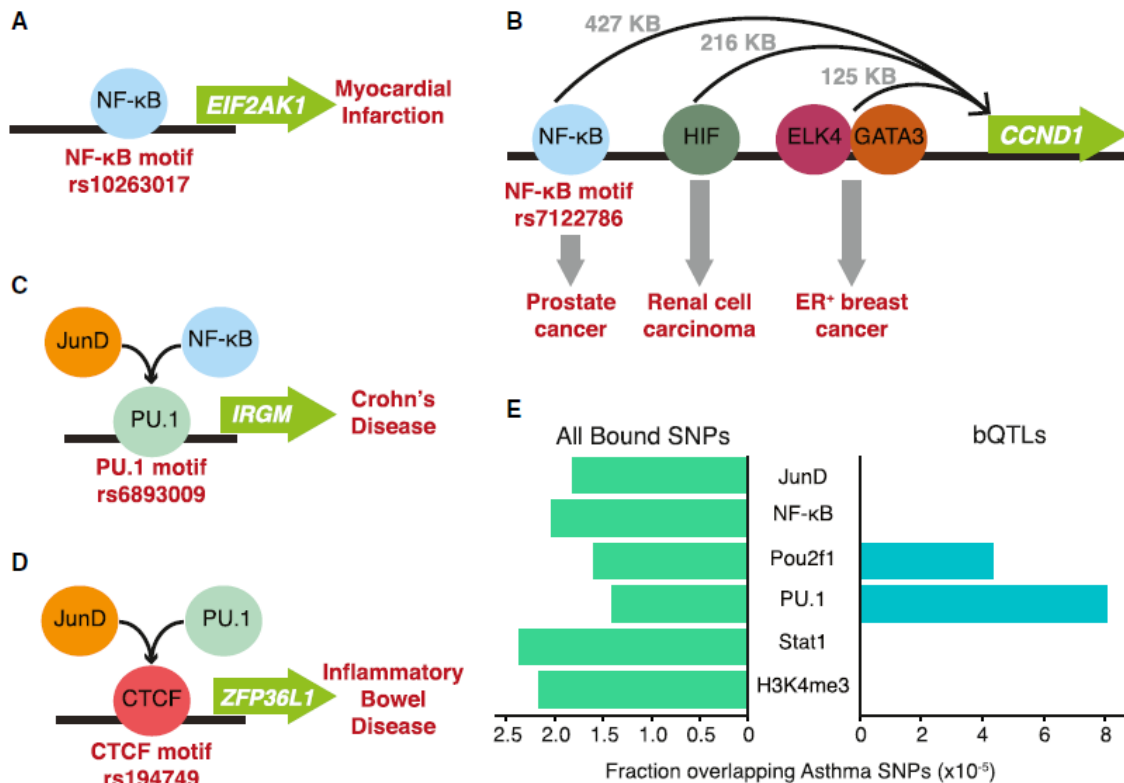 A
NF-κB
EIF2AK1
Myocardial
Infarction
NF-κB motif
rs10263017
B
427 KB
216 KB
125 KB
NF-κB
HIF
ELK4
GATA3
CCND1
NF-κB motif
rs7122786
Prostate
cancer
Renal cell
carcinoma
ER⁺ breast
cancer
C
JunD
NF-κB
PU.1
IRGM
Crohn's
Disease
PU.1 motif
rs6893009
D
JunD
PU.1
CTCF
ZFP36L1
Inflammatory
Bowel
Disease
CTCF motif
rs194749
E
All Bound SNPs
bQTLs
JunD
NF-κB
Pou2f1
PU.1
Stat1
H3K4me3
2.5 2.0 1.5 1.0 0.5 0
0 2 4 6 8
Fraction overlapping Asthma SNPs (x10⁻⁵)